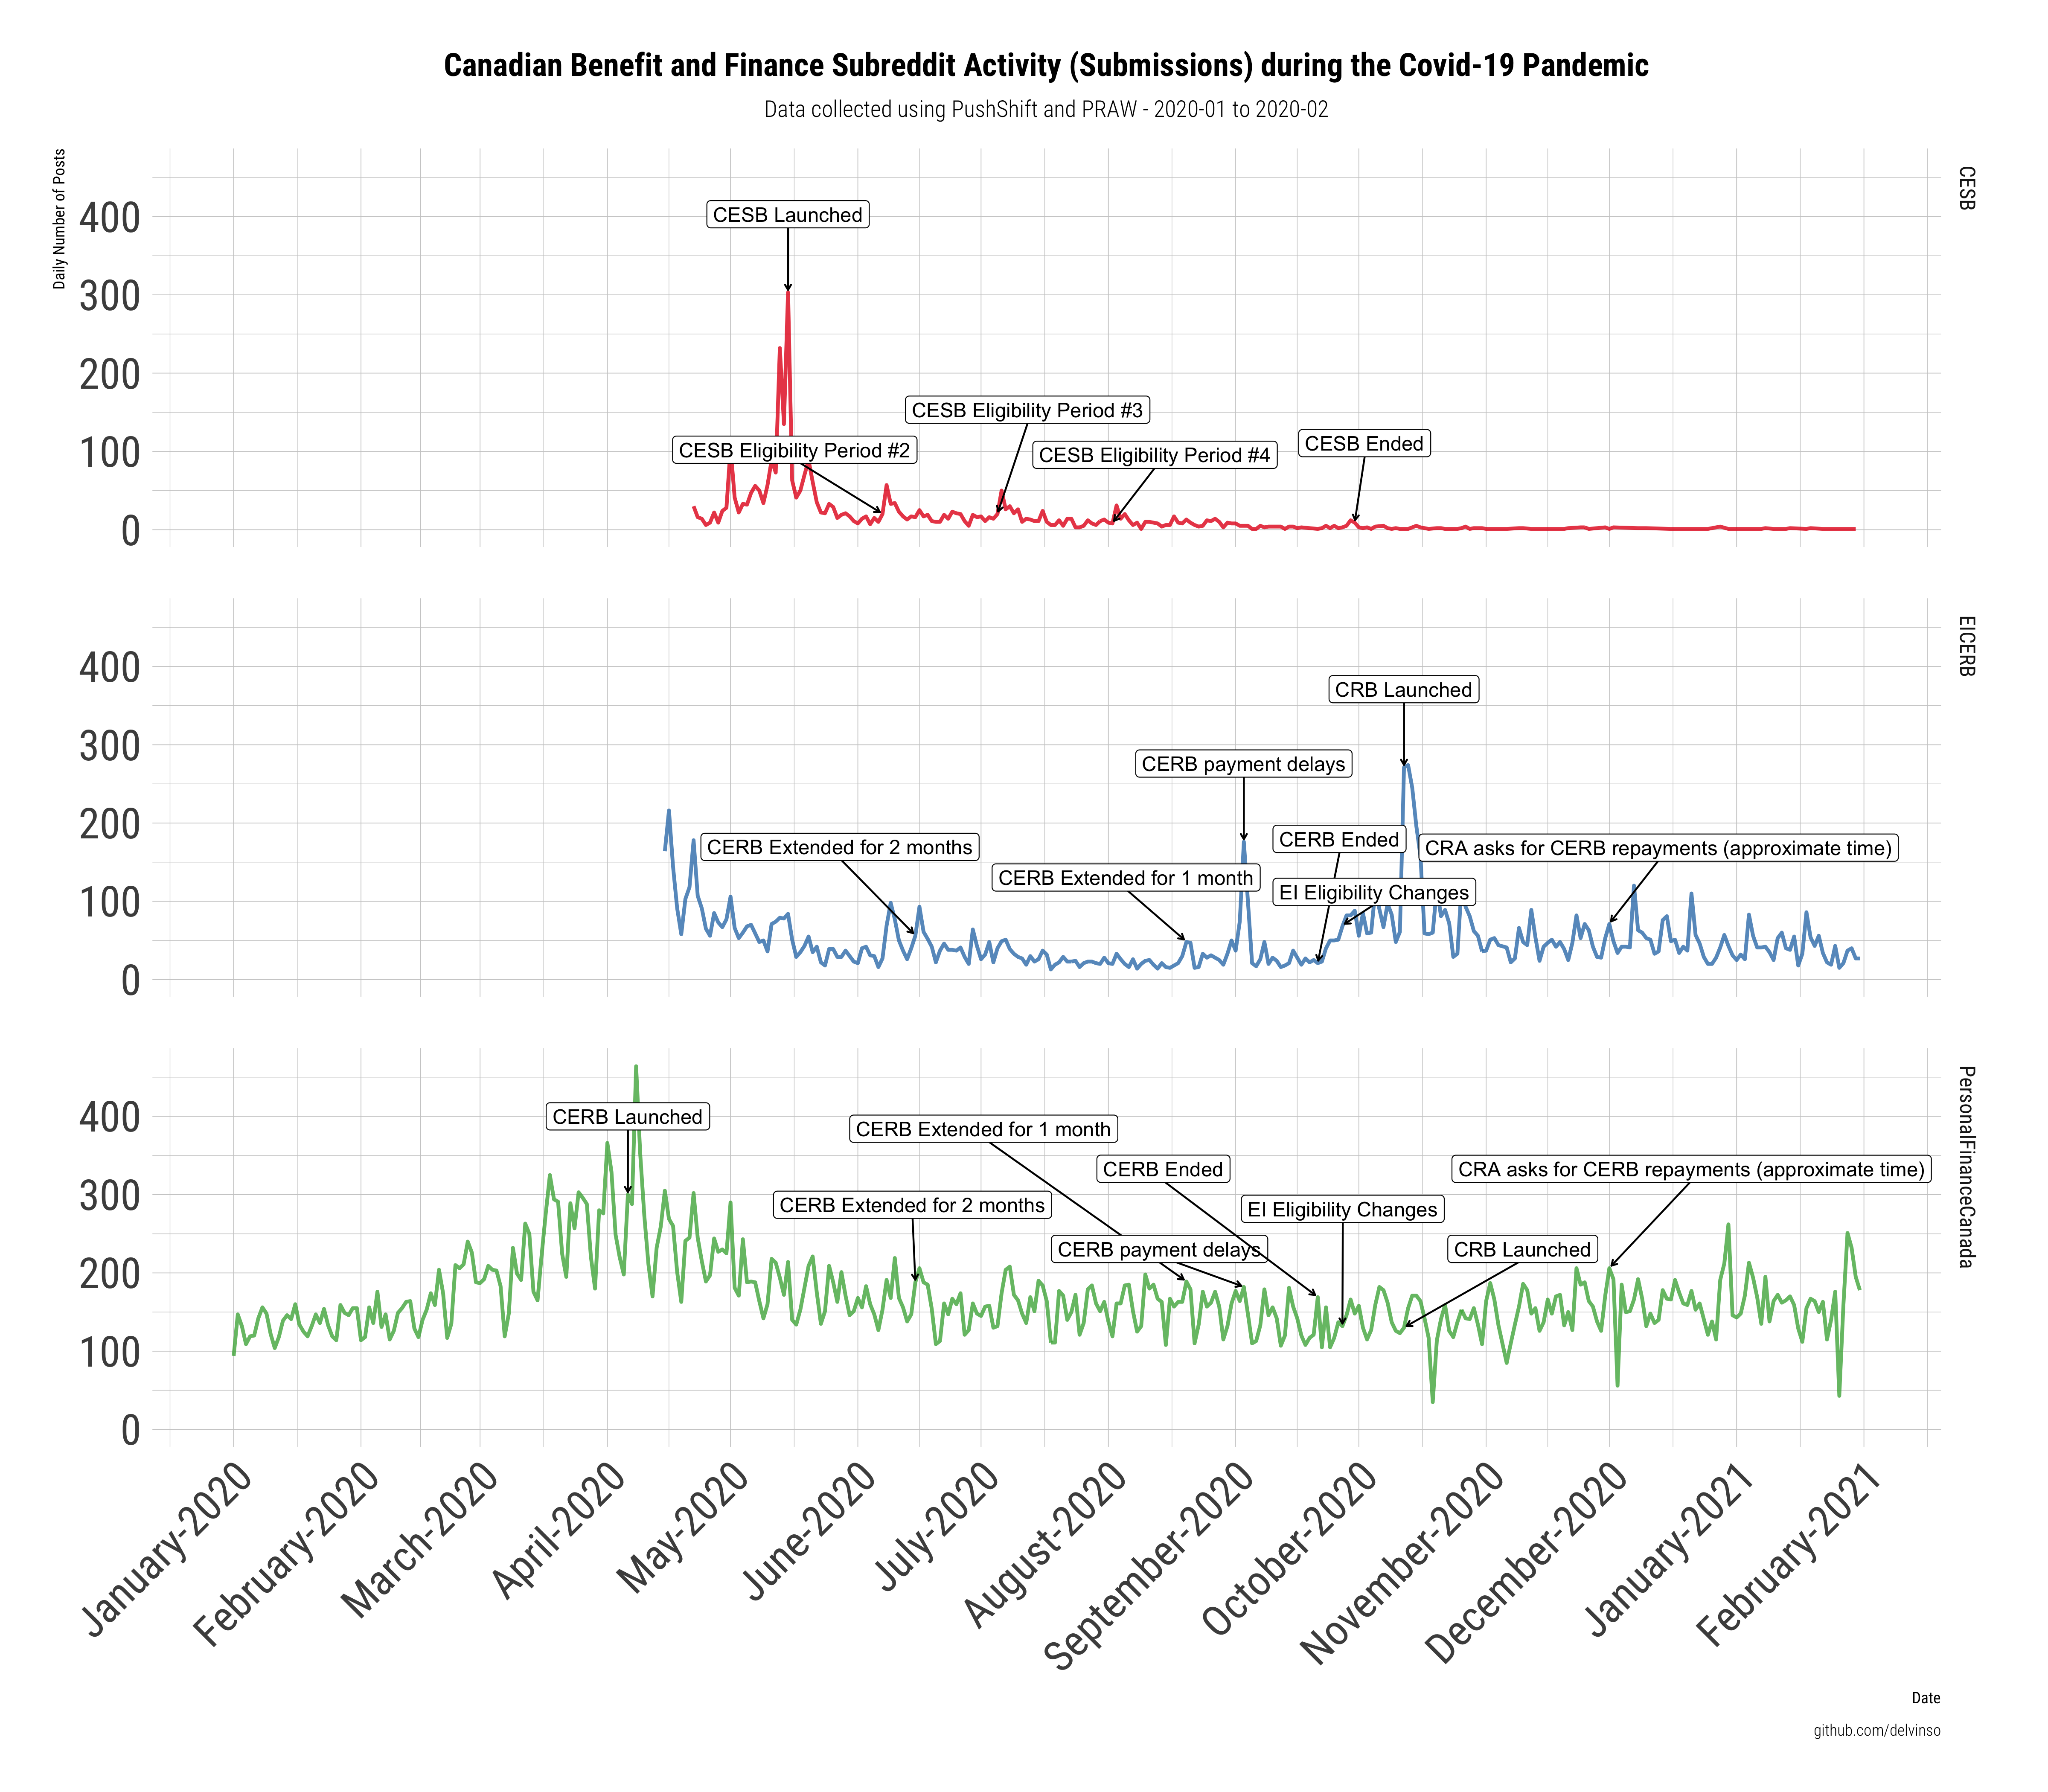 Canadian Benefit and Finance Subreddit Activity (Submissions) during the Covid-19 Pandemic
Data collected using PushShift and PRAW - 2020-01 to 2020-02
Daily Number of Posts
CESB
400
300
200
100
0
CESB Launched
CESB Eligibility Period #3
CESB Eligibility Period #2
CESB Eligibility Period #4
CESB Ended
EICERB
400
300
200
100
0
CRB Launched
CERB payment delays
CERB Extended for 2 months
CERB Ended
CRA asks for CERB repayments (approximate time)
CERB Extended for 1 month
EI Eligibility Changes
PersonalFinanceCanada
400
300
200
100
0
CERB Launched
CERB Extended for 1 month
CERB Ended
CRA asks for CERB repayments (approximate time)
CERB Extended for 2 months
EI Eligibility Changes
CERB payment delays
CRB Launched
January-2020
February-2020
March-2020
April-2020
May-2020
June-2020
July-2020
August-2020
September-2020
October-2020
November-2020
December-2020
January-2021
February-2021
Date
github.com/delvinso